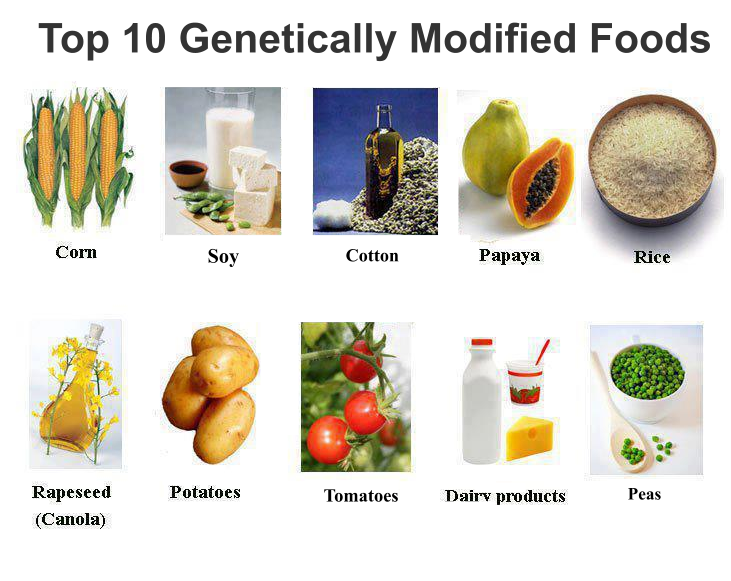 Top 10 Genetically Modified Foods
Corn
Soy
Cotton
Papaya
Rice
Rapeseed
(Canola)
Potatoes
Tomatoes
Dairy products
Peas